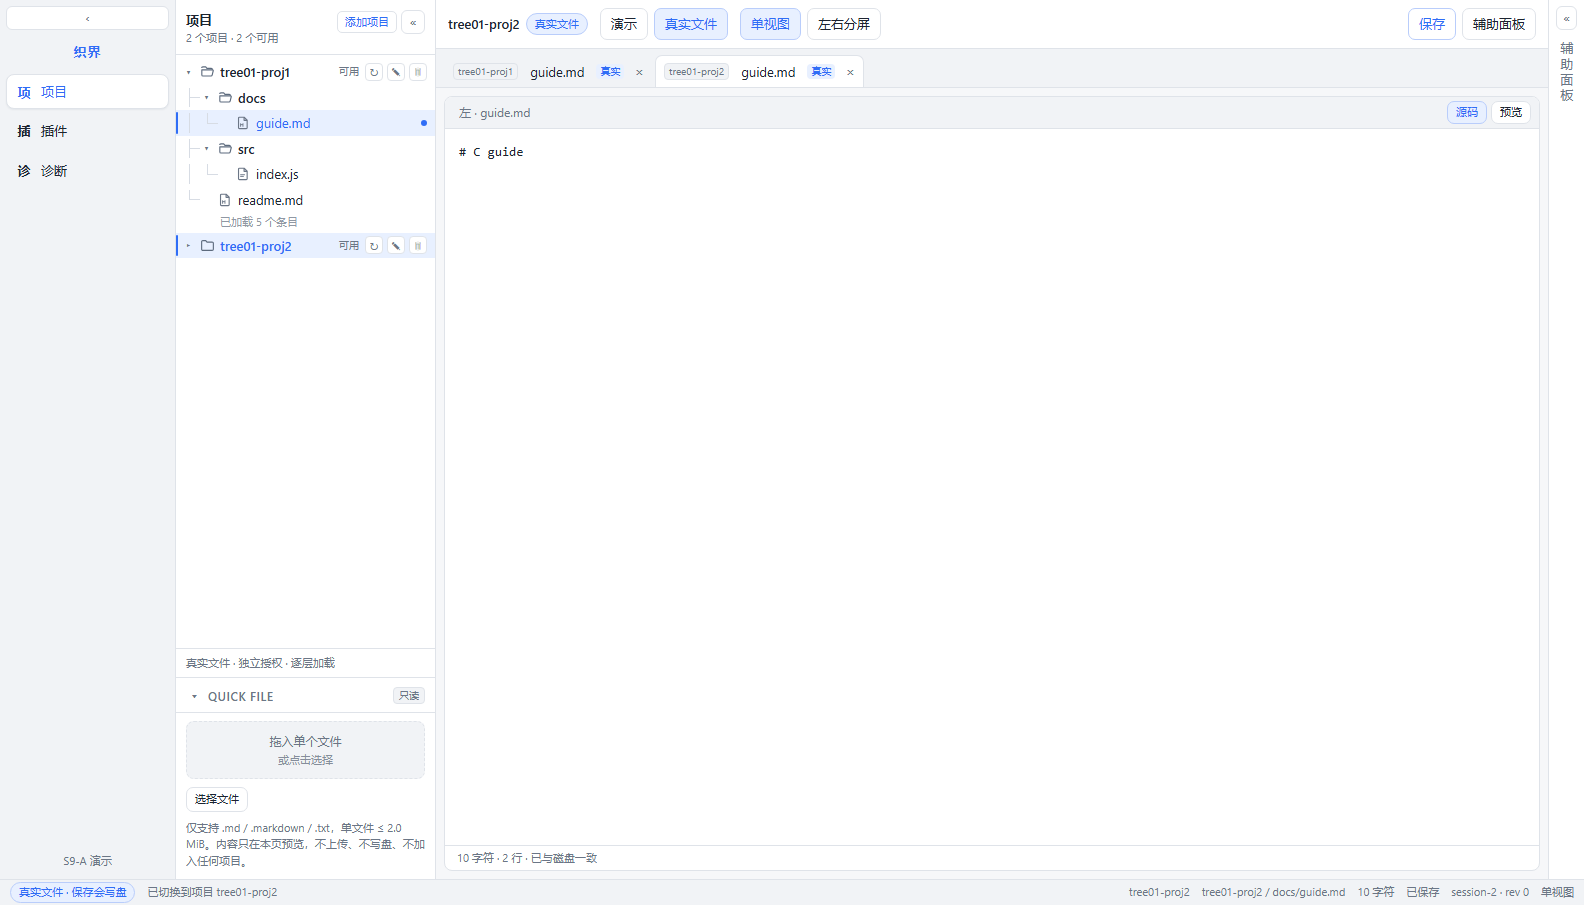 ‹
织界
项 项目
插 插件
诊 诊断
S9-A 演示
项目
2 个项目 · 2 个可用
添加项目 «
tree01-proj1 可用 ↻
docs
guide.md
src
index.js
readme.md
已加载 5 个条目
tree01-proj2 可用 ↻
真实文件 · 独立授权 · 逐层加载
QUICK FILE 只读
拖入单个文件
或点击选择
选择文件
仅支持 .md / .markdown / .txt，单文件 ≤ 2.0
MiB。内容只在本页预览，不上传、不写盘、不加
入任何项目。
tree01-proj2 真实文件 演示 真实文件 单视图 左右分屏 保存 辅助面板
tree01-proj1 guide.md 真实 × tree01-proj2 guide.md 真实 ×
左 · guide.md 源码 预览
# C guide
10 字符 · 2 行 · 已与磁盘一致
«
辅助面板
真实文件 · 保存会写盘 已切换到项目 tree01-proj2 tree01-proj2 tree01-proj2 / docs/guide.md 10 字符 已保存 session-2 · rev 0 单视图